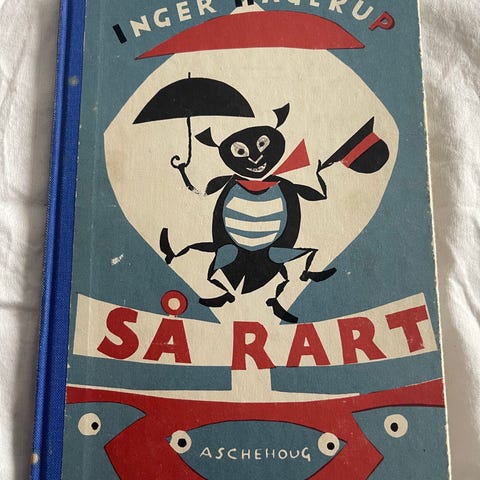 INGER HAGERUP
SÅ RART
ASCHEHOUG